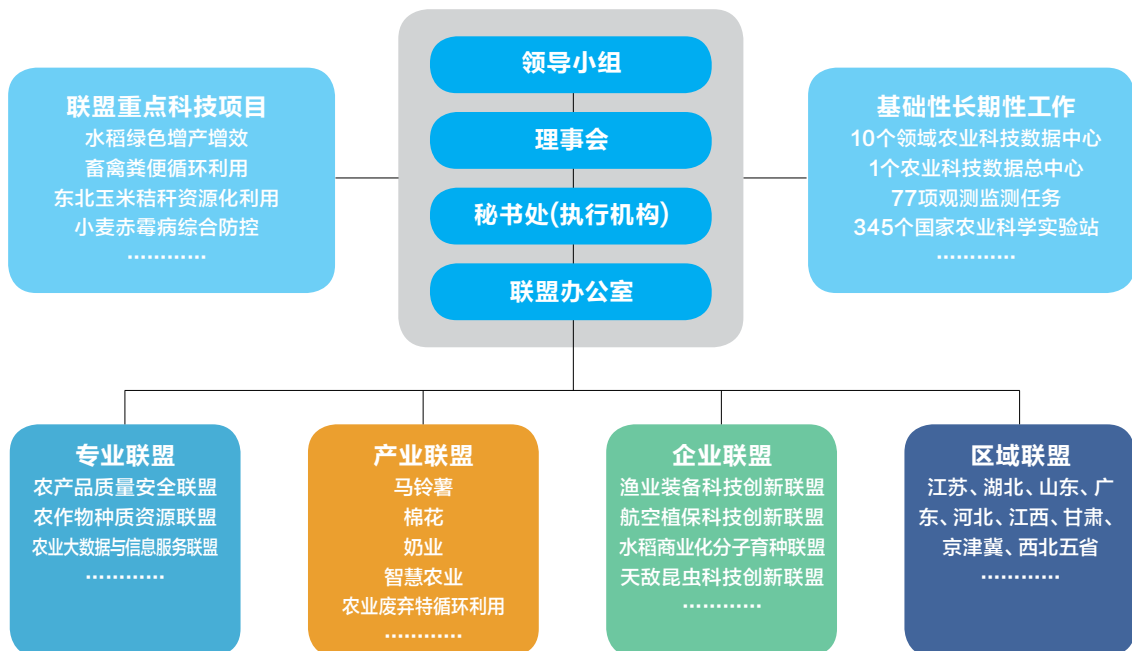 领导小组
理事会
秘书处(执行机构)
联盟办公室
联盟重点科技项目
水稻绿色增产增效
畜禽粪便循环利用
东北玉米秸秆资源化利用
小麦赤霉病综合防控
…………
基础性长期性工作
10个领域农业科技数据中心
1个农业科技数据总中心
77项观测监测任务
345个国家农业科学实验站
…………
专业联盟
农产品质量安全联盟
农作物种质资源联盟
农业大数据与信息服务联盟
…………
产业联盟
马铃薯
棉花
奶业
智慧农业
农业废弃特循环利用
…………
企业联盟
渔业装备科技创新联盟
航空植保科技创新联盟
水稻商业化分子育种联盟
天敌昆虫科技创新联盟
…………
区域联盟
江苏、湖北、山东、广
东、河北、江西、甘肃、
京津冀、西北五省
…………